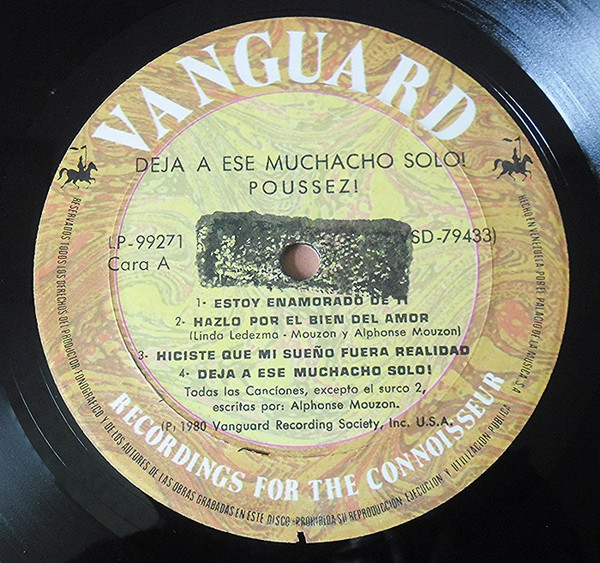 VANGUARD
DEJA A ESE MUCHACHO SOLO!
POUSSEZ!
LP-99271
VSD-79433)
Cara A
1- ESTOY ENAMORADO DE TI
2- HAZLO POR EL BIEN DEL AMOR
(Linda Ledezma - Mouzon y Alphonse Mouzon)
3- HICISTE QUE MI SUEÑO FUERA REALIDAD
4- DEJA A ESE MUCHACHO SOLO!
Todas las Canciones, excepto el surco 2,
escritas por: Alphonse Mouzon.
(P) 1980 Vanguard Recording Society, Inc. U.S.A.
RECORDINGS FOR THE CONNOISSEUR
RESERVADOS TODOS LOS DERECHOS DEL PRODUCTOR FONOGRAFICO Y DE LOS AUTORES DE LAS OBRAS GRABADAS EN ESTE DISCO - PROHIBIDA SU REPRODUCCION, EJECUCION Y UTILIZACION PUBLICA
HECHO EN VENEZUELA POR EL PALACIO DE LA MUSICA S.A.